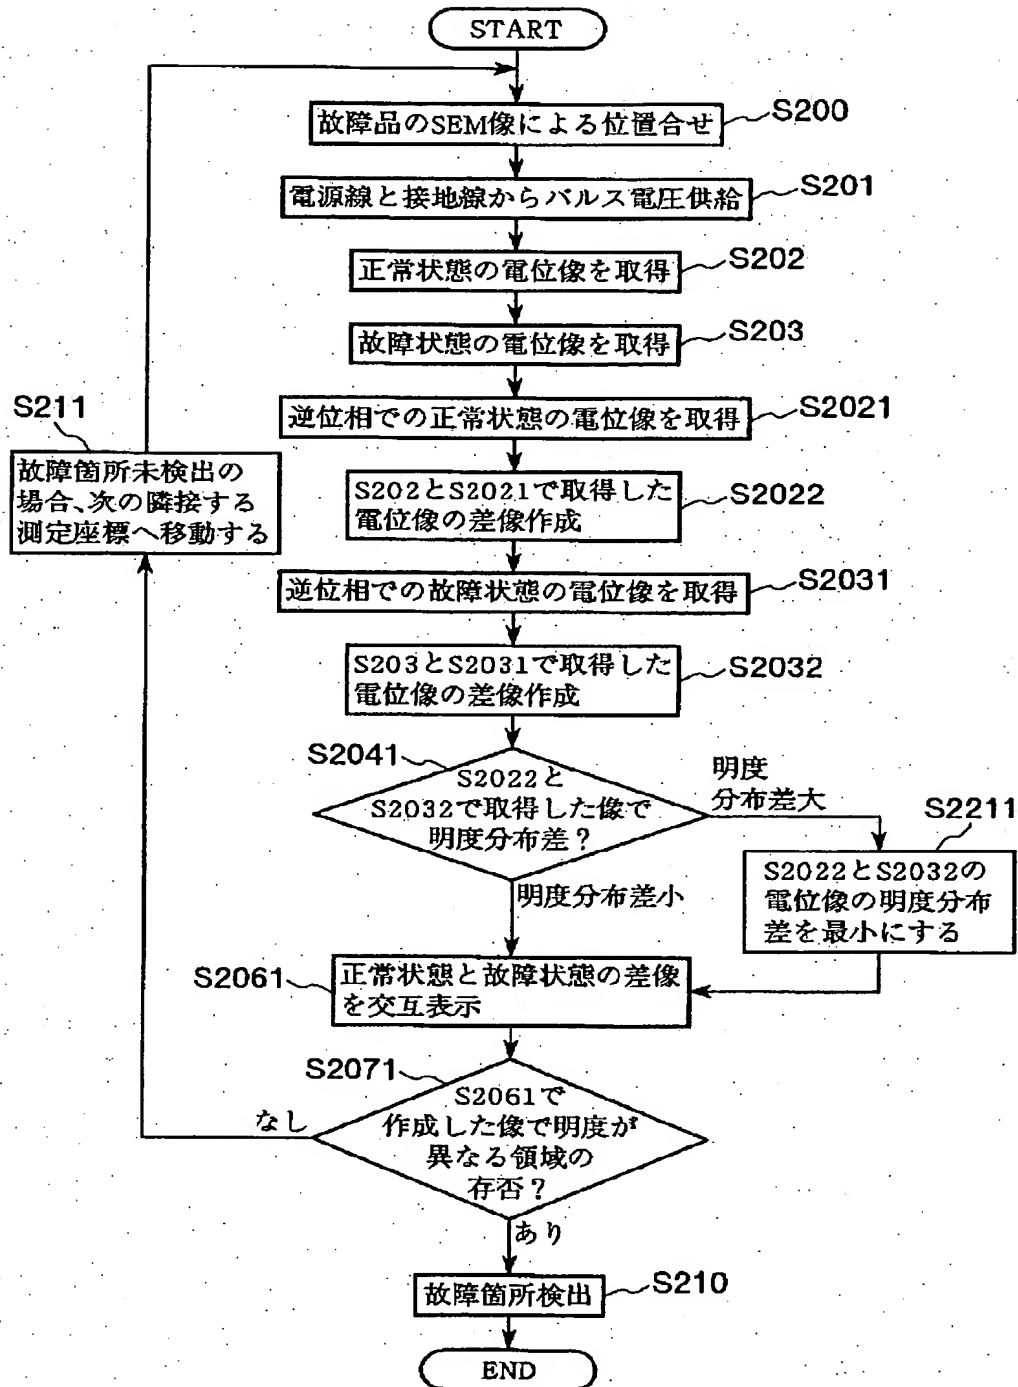 START
故障品のSEM像による位置合せ
S200
電源線と接地線からパルス電圧供給
S201
正常状態の電位像を取得
S202
故障状態の電位像を取得
S203
逆位相での正常状態の電位像を取得
S2021
S202とS2021で取得した
電位像の差像作成
S2022
逆位相での故障状態の電位像を取得
S2031
S203とS2031で取得した
電位像の差像作成
S2032
S2041
S2022と
S2032で取得した像で
明度分布差？
明度
分布差大
S2211
S2022とS2032の
電位像の明度分布
差を最小にする
明度分布差小
S2061
正常状態と故障状態の差像
を交互表示
S2071
S2061で
作成した像で明度が
異なる領域の
存否？
なし
S211
故障箇所未検出の
場合、次の隣接する
測定座標へ移動する
あり
故障箇所検出
S210
END